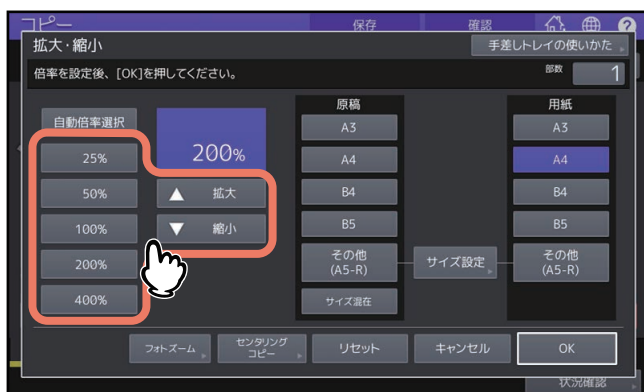 コピー
保存
確認
?
拡大・縮小
手差しトレイの使いかた
倍率を設定後、[OK]を押してください。
部数
1
自動倍率選択
25%
50%
100%
200%
400%
200%
拡大
縮小
原稿
A3
A4
B4
B5
その他
(A5-R)
サイズ混在
サイズ設定
用紙
A3
A4
B4
B5
その他
(A5-R)
フォトズーム
センタリング
コピー
リセット
キャンセル
OK
状況確認